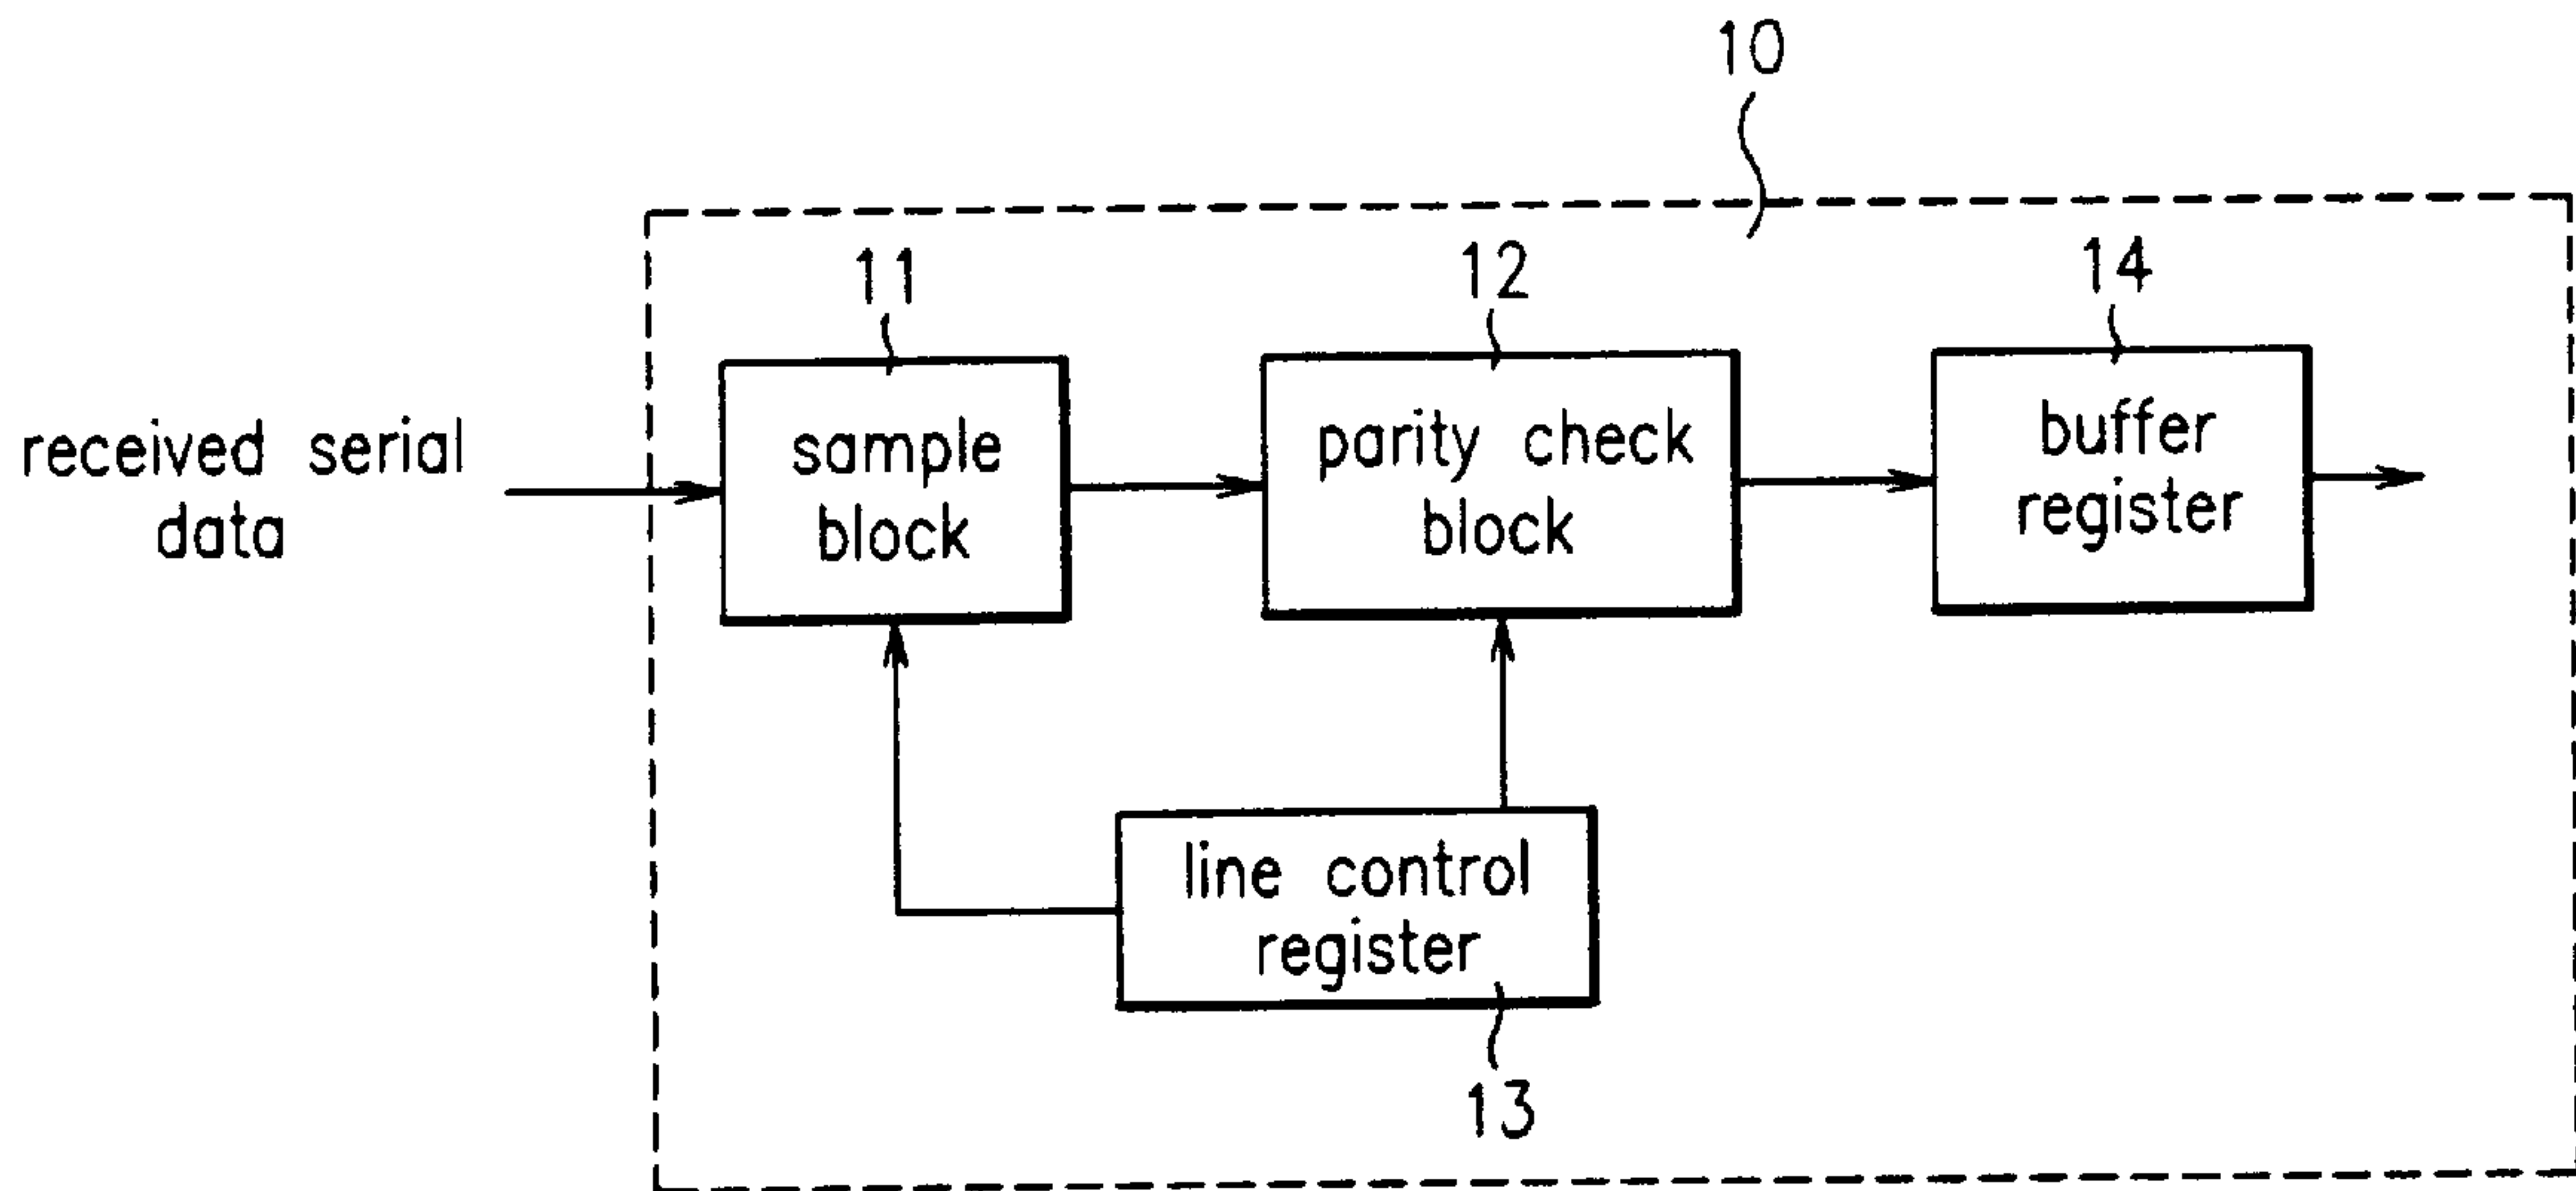 10
11
12
14
received serial
data
sample
block
parity check
block
buffer
register
line control
register
13